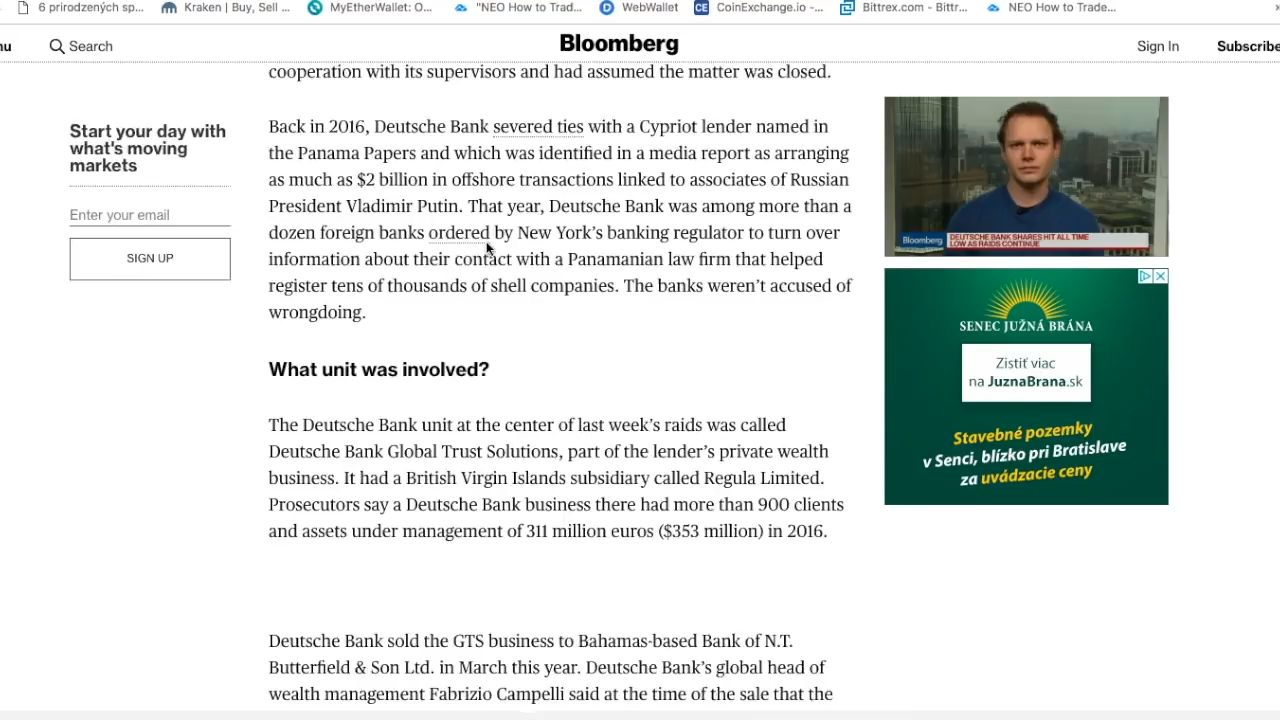 6 prirodzených sp...
Kraken | Buy, Sell ...
MyEtherWallet: O...
"NEO How to Trad...
WebWallet
CE
CoinExchange.io -...
Bittrex.com - Bittr...
NEO How to Trade...
nu
Search
Bloomberg
Sign In
Subscribe
cooperation with its supervisors and had assumed the matter was closed.
Start your day with
what's moving
markets
Enter your email
SIGN UP
Back in 2016, Deutsche Bank severed ties with a Cypriot lender named in
the Panama Papers and which was identified in a media report as arranging
as much as $2 billion in offshore transactions linked to associates of Russian
President Vladimir Putin. That year, Deutsche Bank was among more than a
dozen foreign banks ordered by New York’s banking regulator to turn over
information about their contact with a Panamanian law firm that helped
register tens of thousands of shell companies. The banks weren’t accused of
wrongdoing.
What unit was involved?
The Deutsche Bank unit at the center of last week’s raids was called
Deutsche Bank Global Trust Solutions, part of the lender’s private wealth
business. It had a British Virgin Islands subsidiary called Regula Limited.
Prosecutors say a Deutsche Bank business there had more than 900 clients
and assets under management of 311 million euros ($353 million) in 2016.
Deutsche Bank sold the GTS business to Bahamas-based Bank of N.T.
Butterfield & Son Ltd. in March this year. Deutsche Bank’s global head of
wealth management Fabrizio Campelli said at the time of the sale that the
Bloomberg
DEUTSCHE BANK SHARES HIT ALL TIME
LOW AS RAIDS CONTINUE
SENEC JUŽNÁ BRÁNA
Zistiť viac
na JuznaBrana.sk
Stavebné pozemky
v Senci, blízko pri Bratislave
za uvádzacie ceny